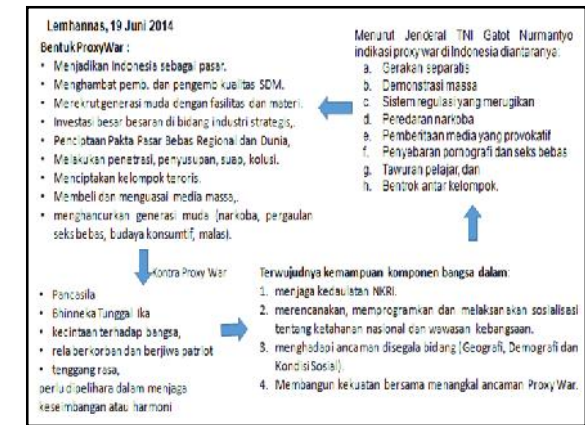 Lemhannas, 19 Juni 2014
Bentuk Proxy War :
• Menjadikan Indonesia sebagai pasar.
• Menghambat pemb. dan pengemb kualitas SDM.
• Merekrut generasi muda dengan fasilitas dan materi.
• Investasi besar besaran di bidang industri strategis,.
• Penciptaan Pakta Pasar Bebas Regional dan Dunia,
• Melakukan penetrasi, penyusupan, suap, kolusi.
• Menciptakan kelompok teroris.
• Membeli dan menguasai media massa,.
• menghancurkan generasi muda (narkoba, pergaulan
seks bebas, budaya konsumtif, malas).
Menurut Jenderal TNI Gatot Nurmantyo
indikasi proxy war di Indonesia diantaranya:
a. Gerakan separatis
b. Demonstrasi massa
c. Sistem regulasi yang merugikan
d. Peredaran narkoba
e. Pemberitaan media yang provokatif
f. Penyebaran pornografi dan seks bebas
g. Tawuran pelajar, dan
h. Bentrok antar kelompok.
Kontra Proxy War
• Pancasila
• Bhinneka Tunggal Ika
• kecintaan terhadap bangsa,
• rela berkorban dan berjiwa patriot
• tenggang rasa,
perlu dipelihara dalam menjaga
keseimbangan atau harmoni
Terwujudnya kemampuan komponen bangsa dalam:
1. menjaga kedaulatan NKRI.
2. merencanakan, memprogramkan dan melaksanakan sosialisasi
tentang ketahanan nasional dan wawasan kebangsaan.
3. menghadapi ancaman disegala bidang (Geografi, Demografi dan
Kondisi Sosial).
4. Membangun kekuatan bersama menangkal ancaman Proxy War.